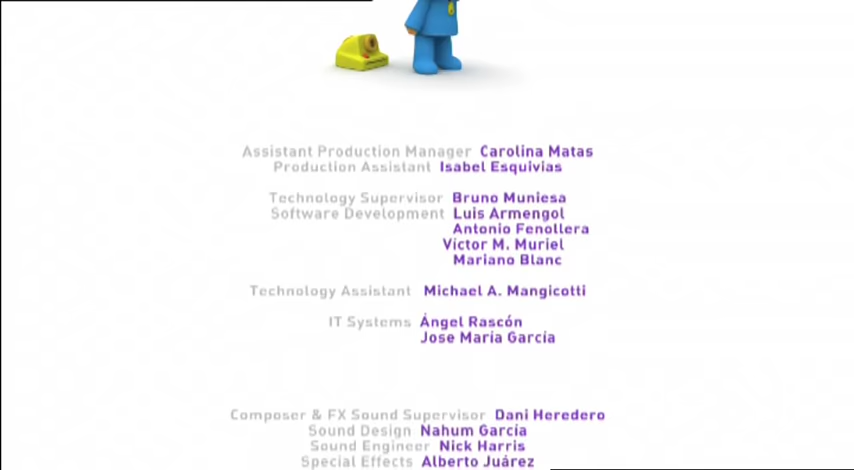 Assistant Production Manager Carolina Matas
Production Assistant Isabel Esquivias
Technology Supervisor Bruno Muniesa
Software Development Luis Armengol
Antonio Fenollera
Víctor M. Muriel
Mariano Blanc
Technology Assistant Michael A. Mangicotti
IT Systems Ángel Rascón
Jose María García
Composer & FX Sound Supervisor Dani Heredero
Sound Design Nahum García
Sound Engineer Nick Harris
Special Effects Alberto Juárez